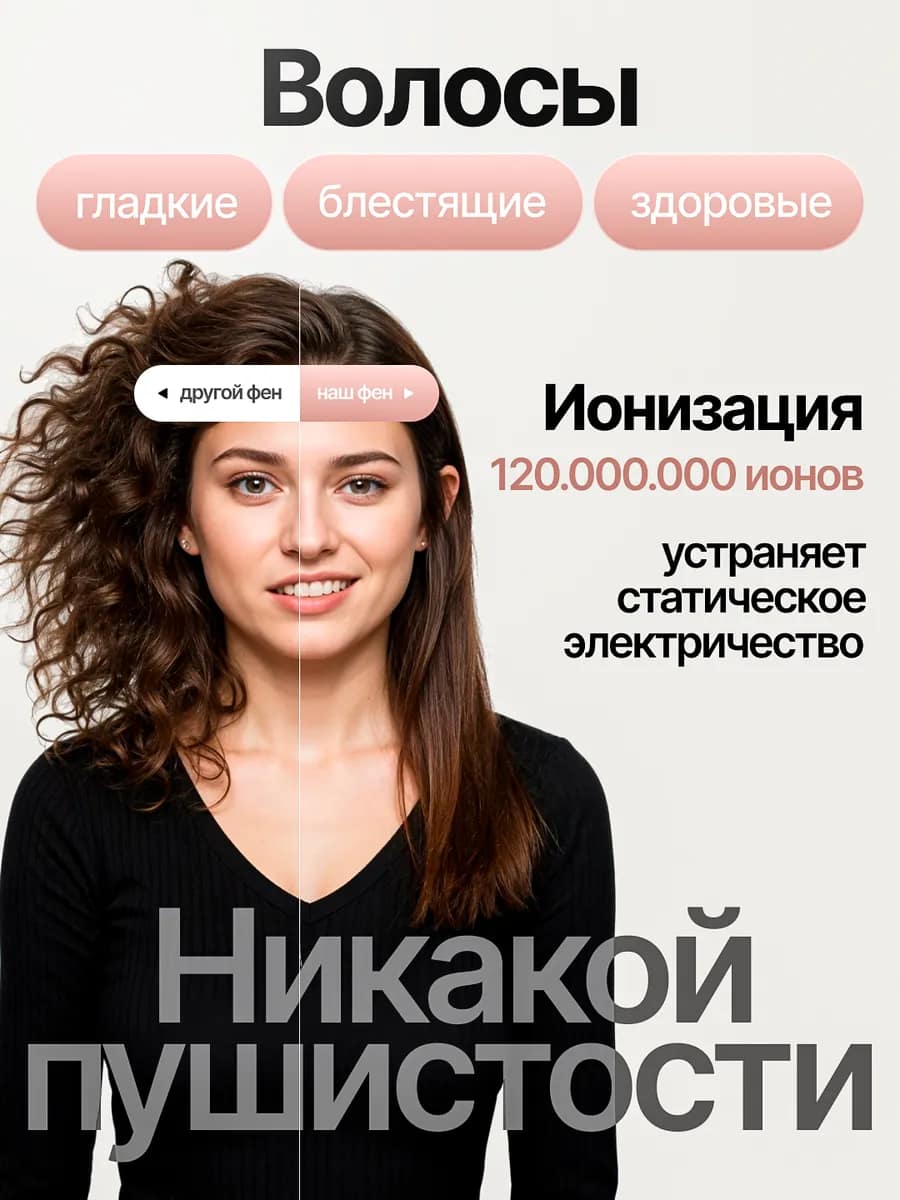 Волосы
гладкие блестящие здоровые
другой фен наш фен
Ионизация
120.000.000 ионов
устраняет
статическое
электричество
Никакой
пушистости